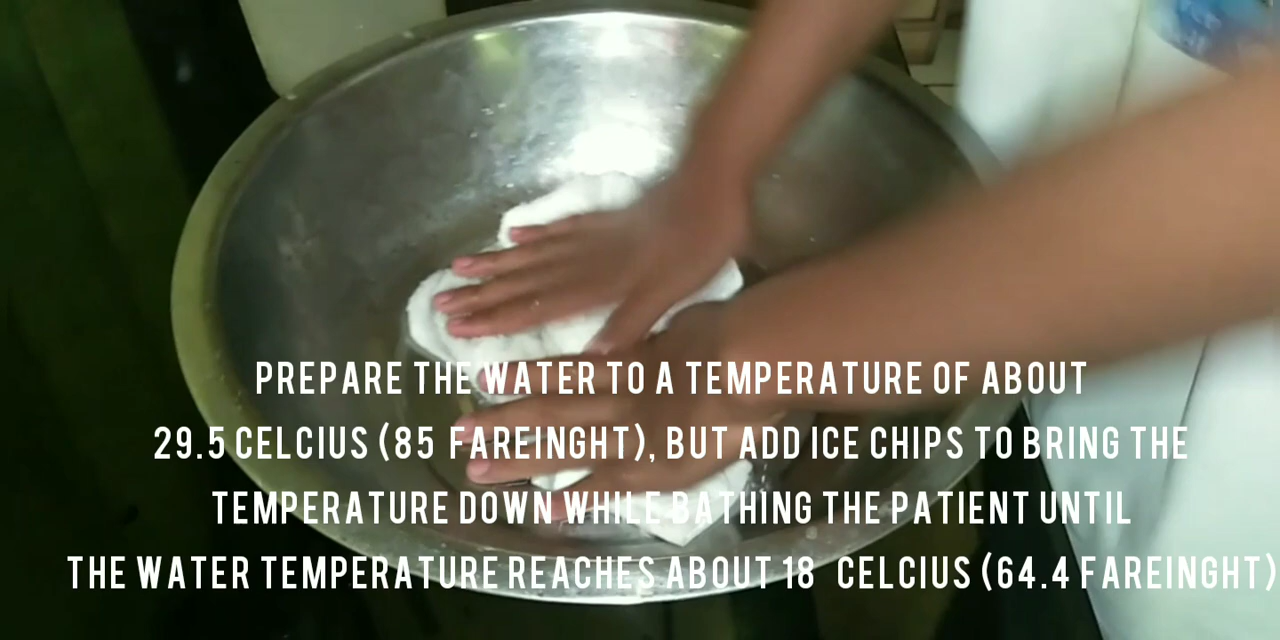 PREPARE THE WATER TO A TEMPERATURE OF ABOUT
29.5 CELCIUS (85 FAREINGHT), BUT ADD ICE CHIPS TO BRING THE
TEMPERATURE DOWN WHILE BATHING THE PATIENT UNTIL
THE WATER TEMPERATURE REACHES ABOUT 18 CELCIUS (64.4 FAREINGHT)